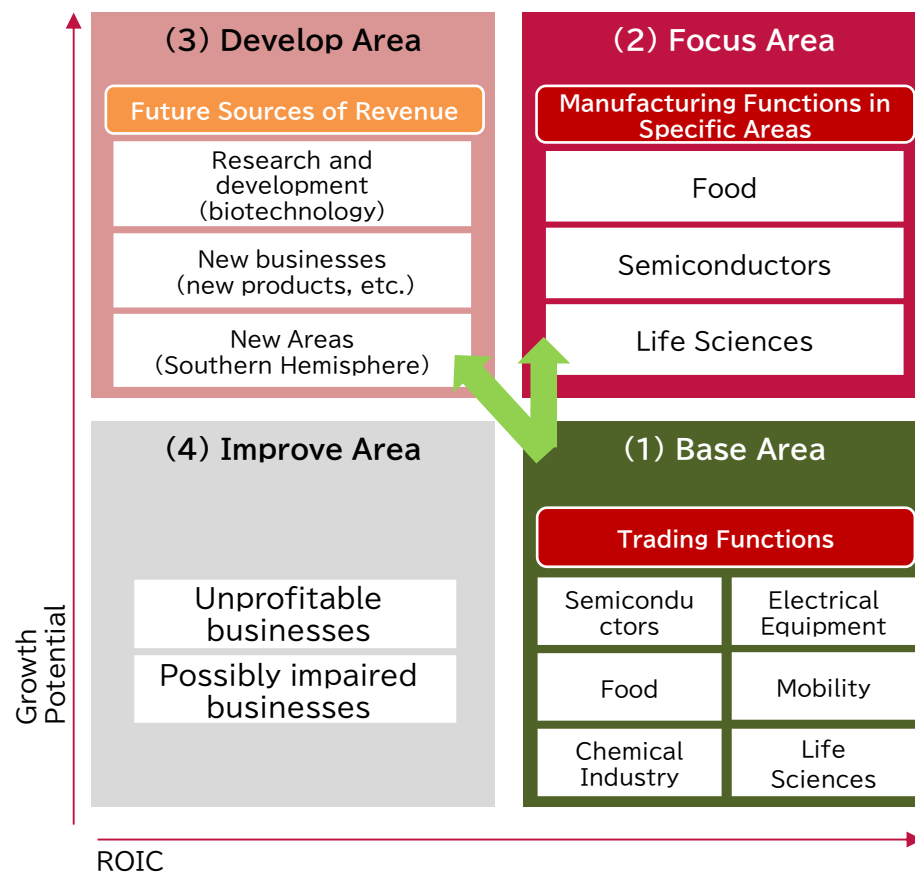 (3) Develop Area
Future Sources of Revenue
Research and
development
(biotechnology)
New businesses
(new products, etc.)
New Areas
(Southern Hemisphere)
(2) Focus Area
Manufacturing Functions in
Specific Areas
Food
Semiconductors
Life Sciences
(4) Improve Area
Unprofitable
businesses
Possibly impaired
businesses
(1) Base Area
Trading Functions
Semicondu
ctors
Electrical
Equipment
Food
Mobility
Chemical
Industry
Life
Sciences
Growth
Potential
ROIC